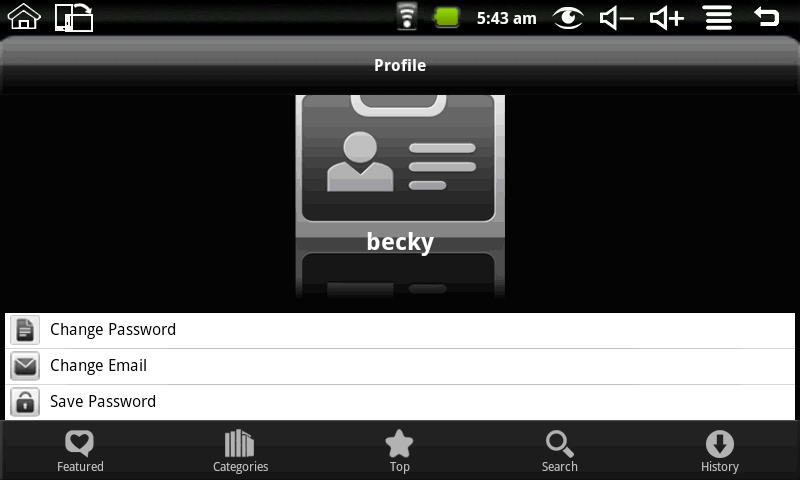 5:43 am
Profile
becky
Change Password
Change Email
Save Password
Featured Categories Top Search History